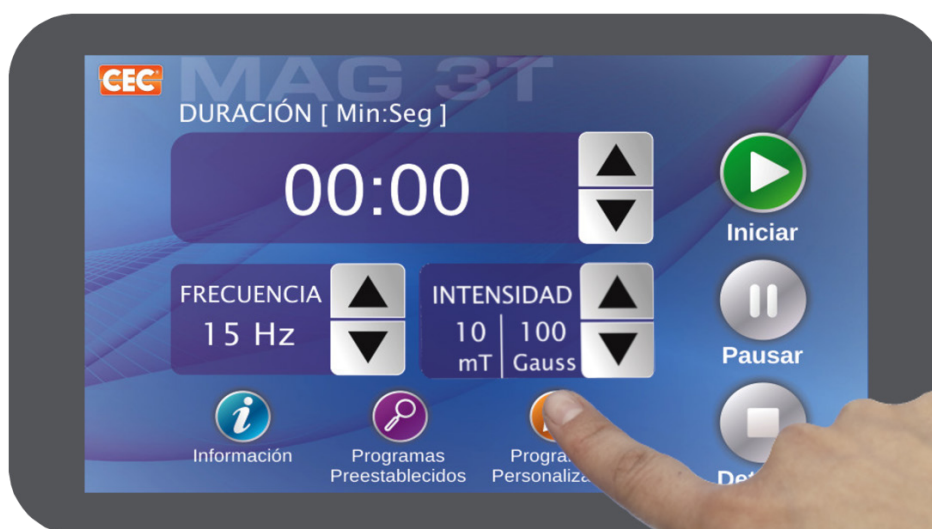 CEC
MAG 3T
DURACIÓN [ Min:Seg ]
00:00
Iniciar
FRECUENCIA
15 Hz
INTENSIDAD
10 | 100
mT | Gauss
Pausar
Información
Programas
Preestablecidos